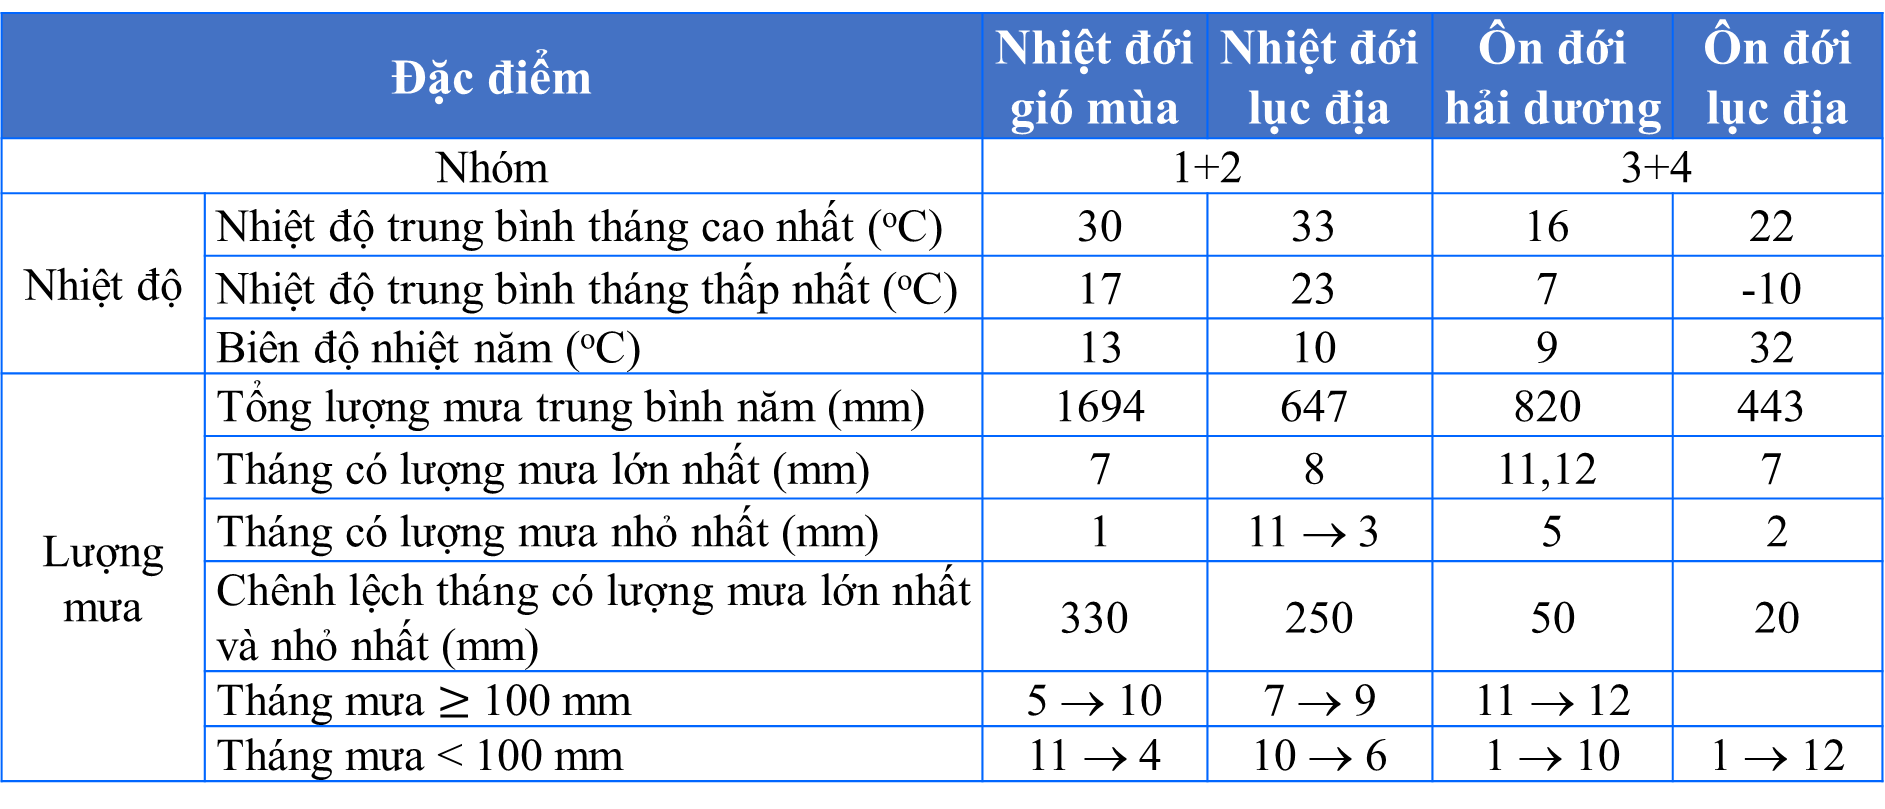 Đặc điểm
Nhiệt đới
gió mùa
Nhiệt đới
lục địa
Ôn đới
hải dương
Ôn đới
lục địa
Nhóm
1+2
3+4
Nhiệt độ
Nhiệt độ trung bình tháng cao nhất (ºC)
30
33
16
22
Nhiệt độ trung bình tháng thấp nhất (ºC)
17
23
7
-10
Biên độ nhiệt năm (ºC)
13
10
9
32
Lượng
mưa
Tổng lượng mưa trung bình năm (mm)
1694
647
820
443
Tháng có lượng mưa lớn nhất (mm)
7
8
11,12
7
Tháng có lượng mưa nhỏ nhất (mm)
1
11 → 3
5
2
Chênh lệch tháng có lượng mưa lớn nhất
và nhỏ nhất (mm)
330
250
50
20
Tháng mưa ≥ 100 mm
5 → 10
7 → 9
11 → 12
Tháng mưa < 100 mm
11 → 4
10 → 6
1 → 10
1 → 12